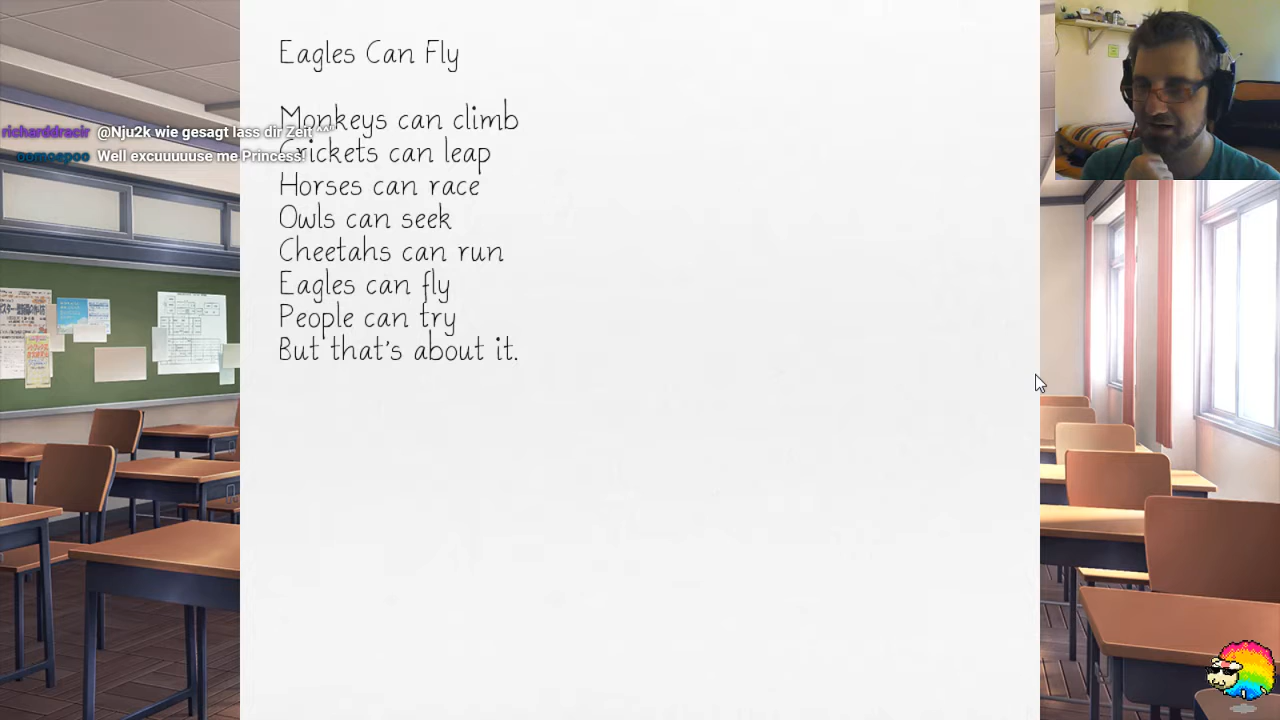 Eagles Can Fly
Monkeys can climb
Crickets can leap
Horses can race
Owls can seek
Cheetahs can run
Eagles can fly
People can try
But that's about it.
richarddracir @Nju2k wie gesagt lass dir Zeit ^^"
Well excuuuuuse me Princess!